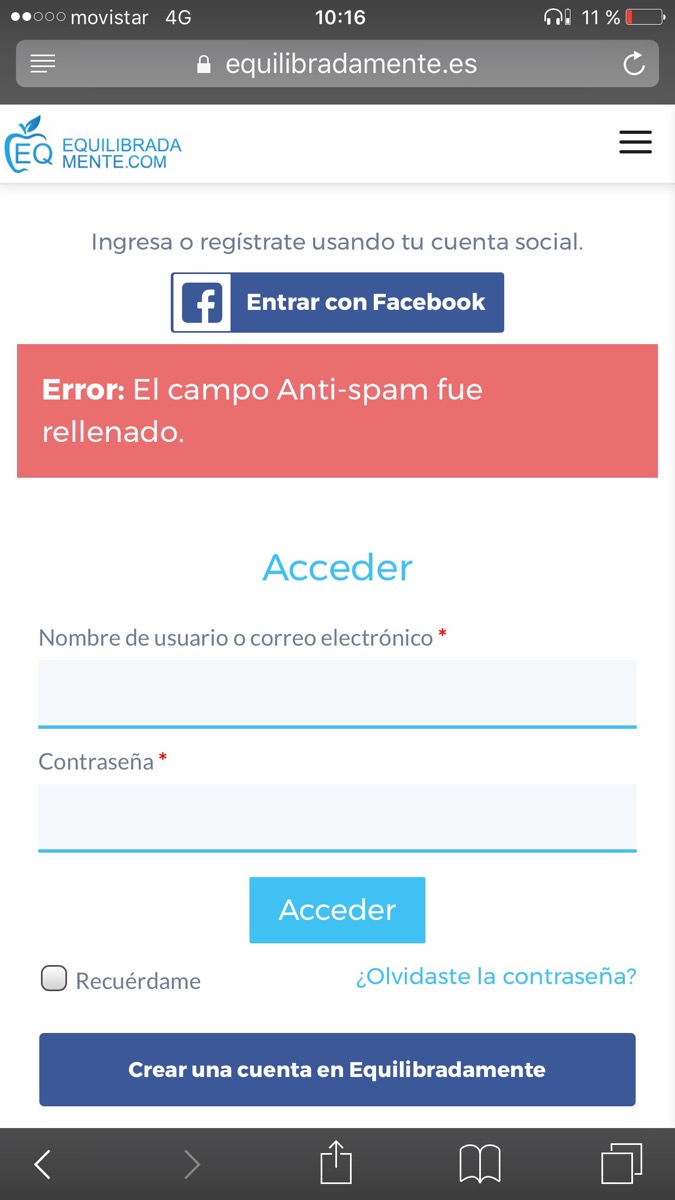 movistar 4G 10:16 11 %
equilibradamente.es
EQ EQUILIBRADA
MENTE.COM
Ingresa o regístrate usando tu cuenta social.
f Entrar con Facebook
Error: El campo Anti-spam fue
rellenado.
Acceder
Nombre de usuario o correo electrónico *
Contraseña *
Acceder
Recuérdame ¿Olvidaste la contraseña?
Crear una cuenta en Equilibradamente